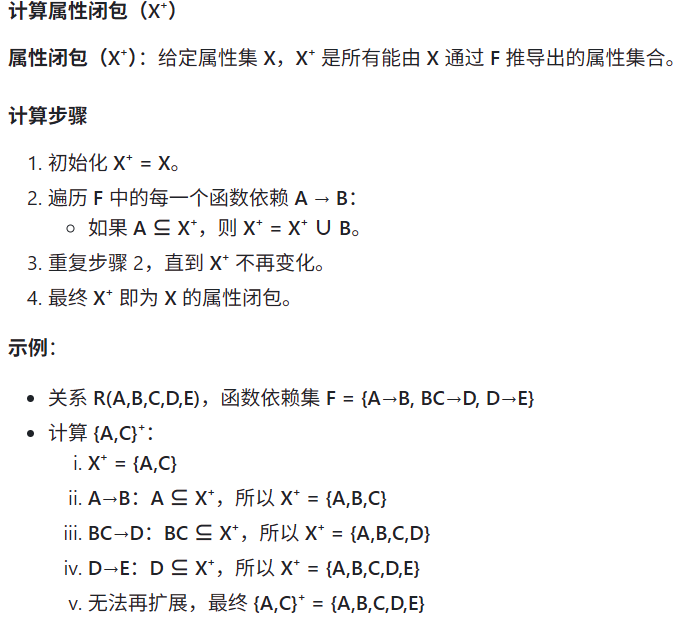 计算属性闭包（X⁺）
属性闭包（X⁺）：给定属性集 X，X⁺ 是所有能由 X 通过 F 推导出的属性集合。
计算步骤
1. 初始化 X⁺ = X。
2. 遍历 F 中的每一个函数依赖 A → B：
○ 如果 A ⊆ X⁺，则 X⁺ = X⁺ ∪ B。
3. 重复步骤 2，直到 X⁺ 不再变化。
4. 最终 X⁺ 即为 X 的属性闭包。
示例：
• 关系 R(A,B,C,D,E)，函数依赖集 F = {A→B, BC→D, D→E}
• 计算 {A,C}⁺：
i. X⁺ = {A,C}
ii. A→B：A ⊆ X⁺，所以 X⁺ = {A,B,C}
iii. BC→D：BC ⊆ X⁺，所以 X⁺ = {A,B,C,D}
iv. D→E：D ⊆ X⁺，所以 X⁺ = {A,B,C,D,E}
v. 无法再扩展，最终 {A,C}⁺ = {A,B,C,D,E}